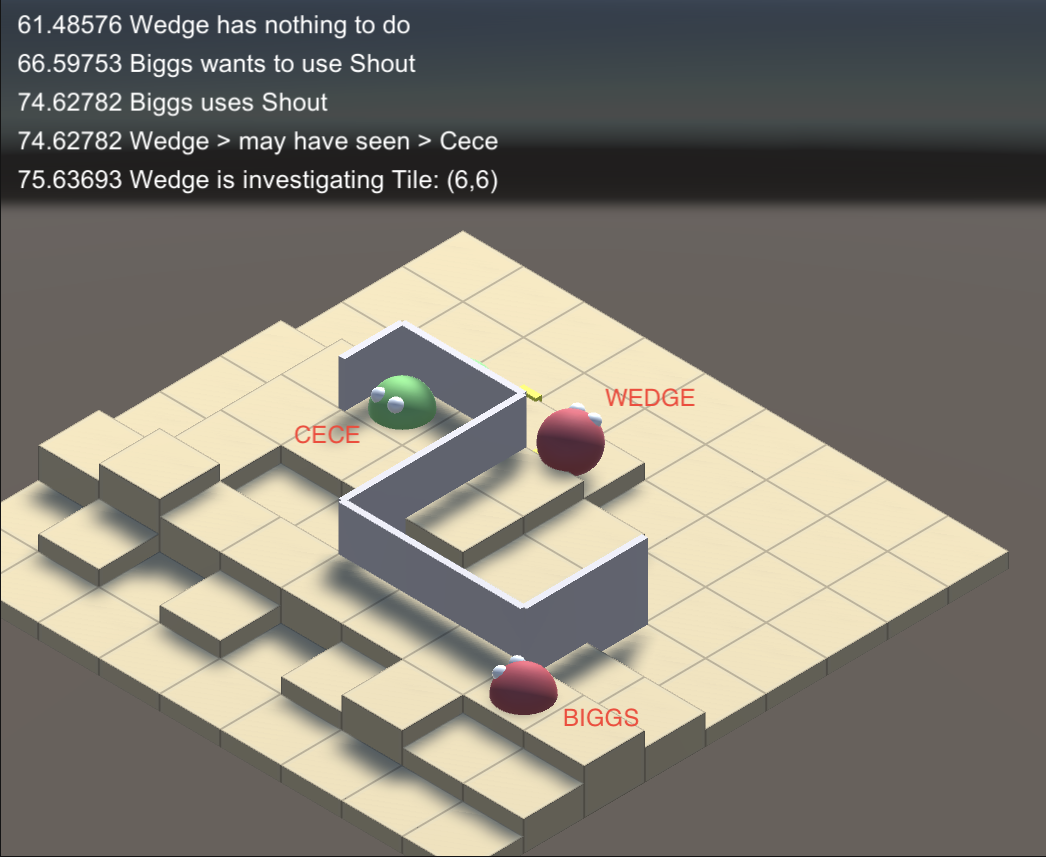 61.48576 Wedge has nothing to do
66.59753 Biggs wants to use Shout
74.62782 Biggs uses Shout
74.62782 Wedge > may have seen > Cece
75.63693 Wedge is investigating Tile: (6,6)
WEDGE
CECE
BIGGS